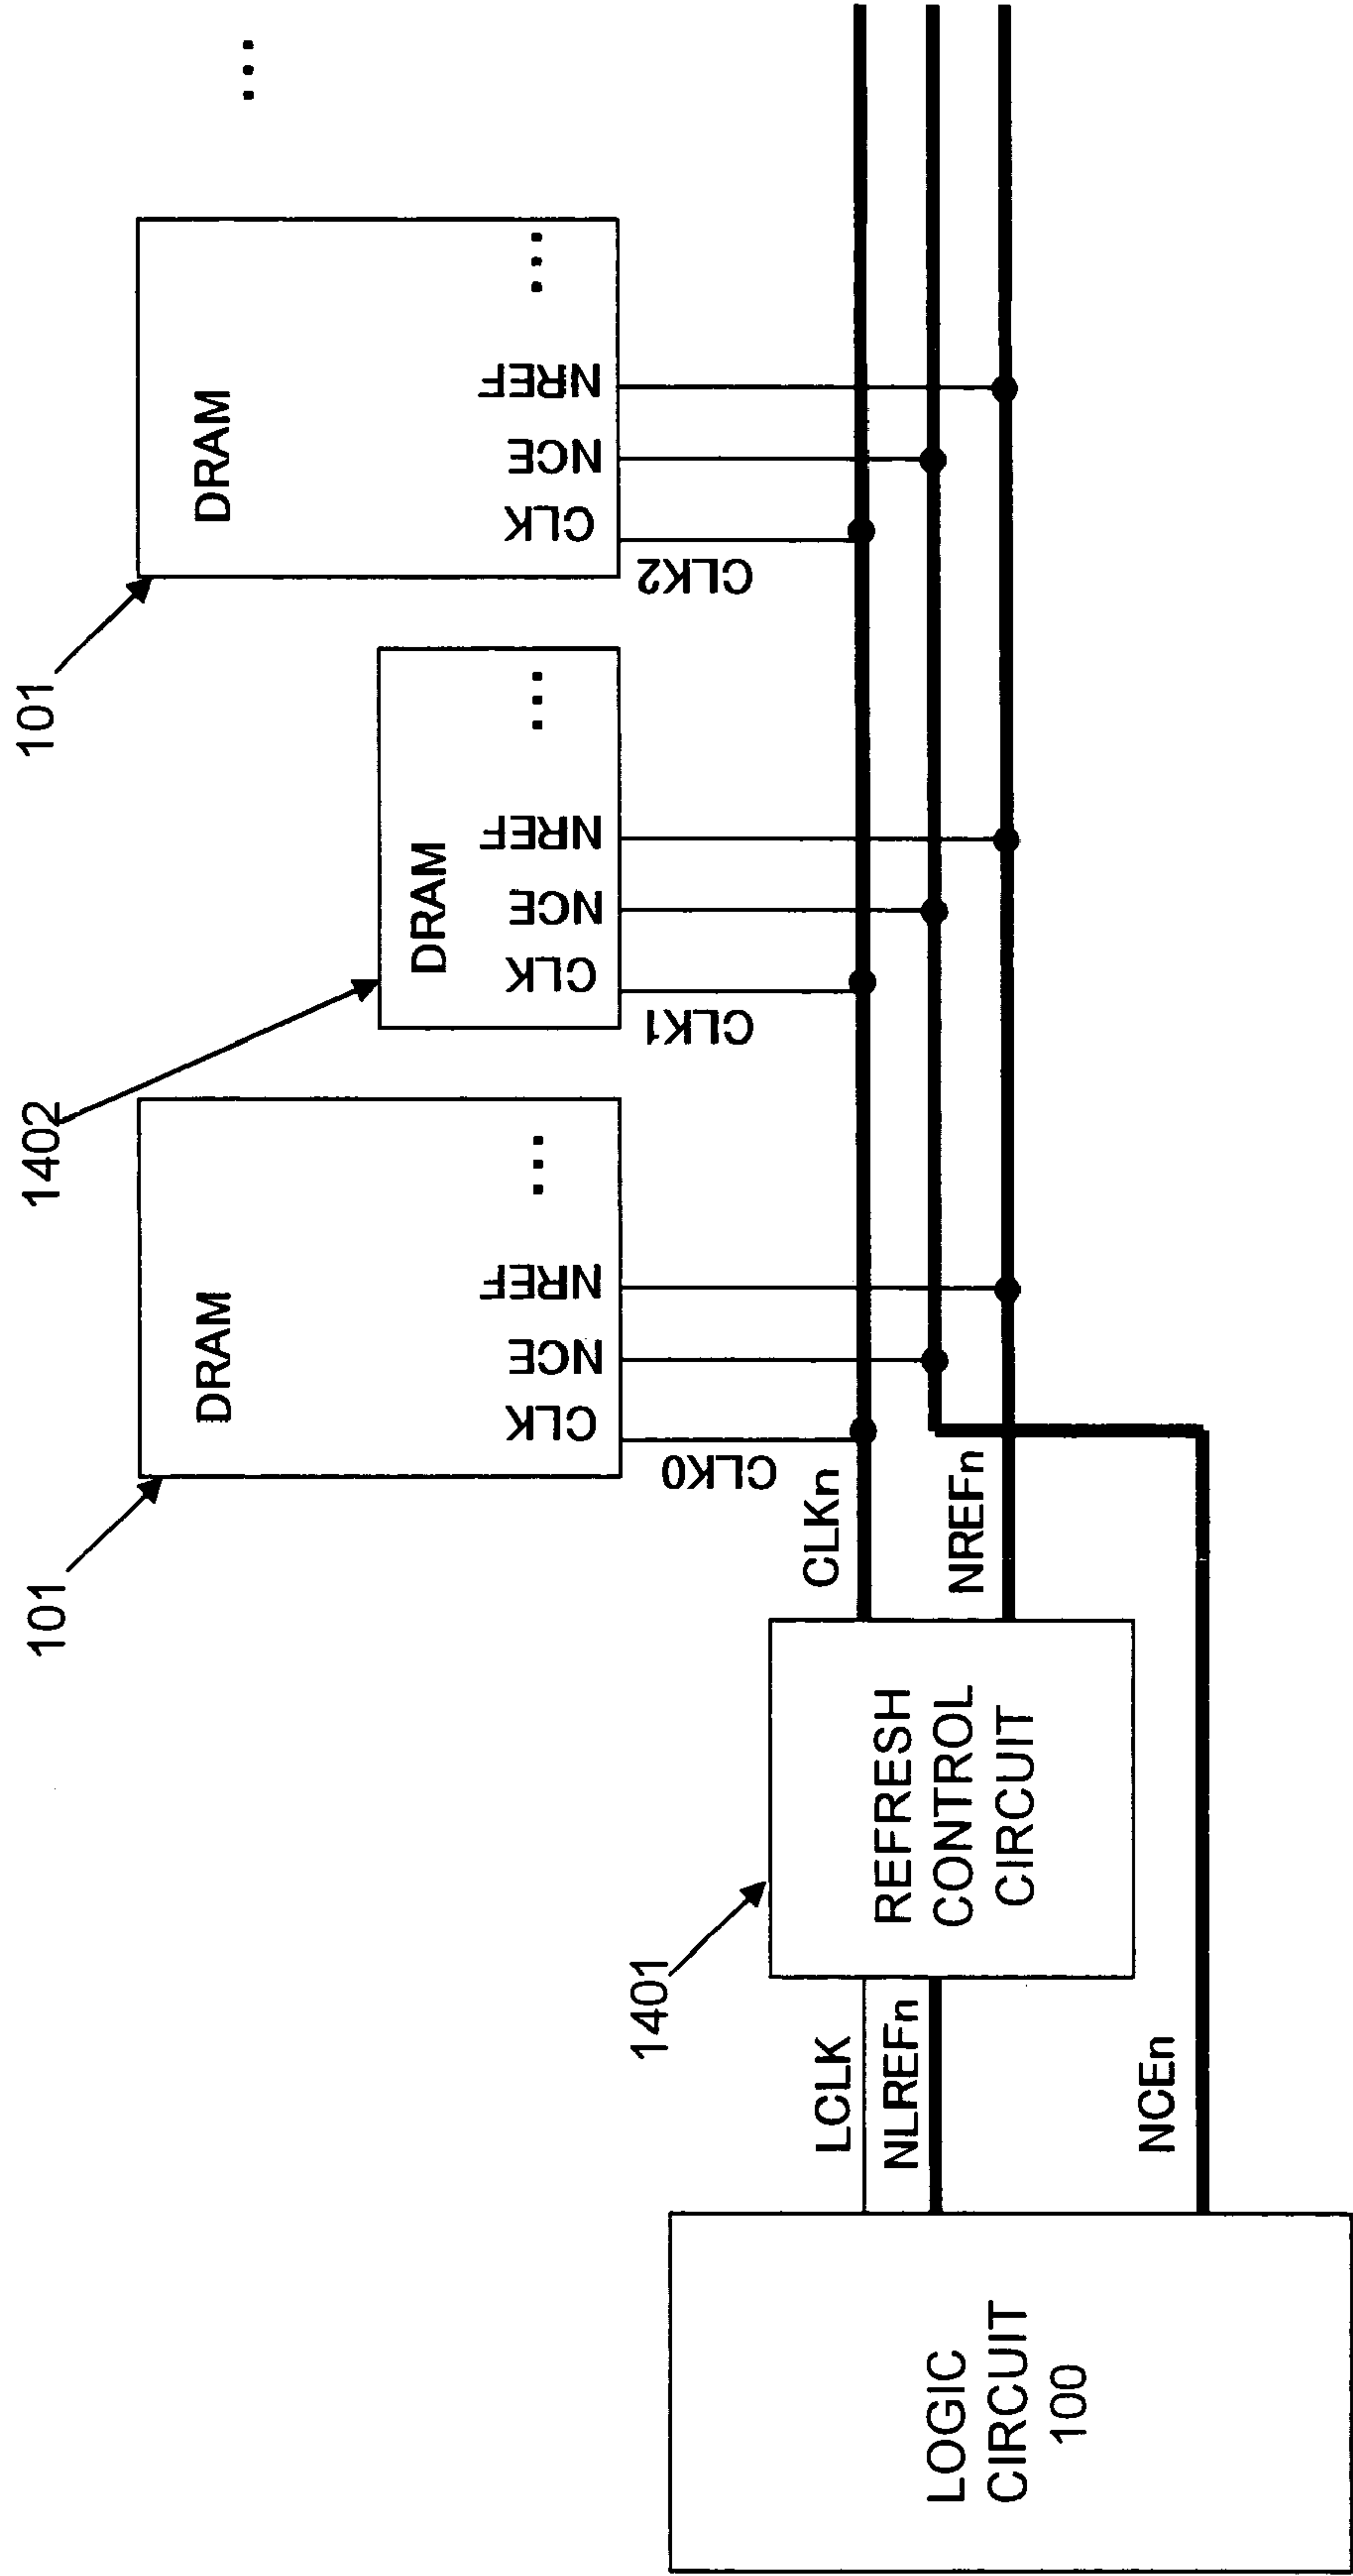 101
1402
101
...
DRAM
DRAM
DRAM
CLK
NCE
NREF
...
CLK
NCE
NREF
...
CLK
NCE
NREF
...
CLK0
CLK1
CLK2
1401
LCLK
NLREFn
NCEn
CLKn
NREFn
REFRESH
CONTROL
CIRCUIT
LOGIC
CIRCUIT
100